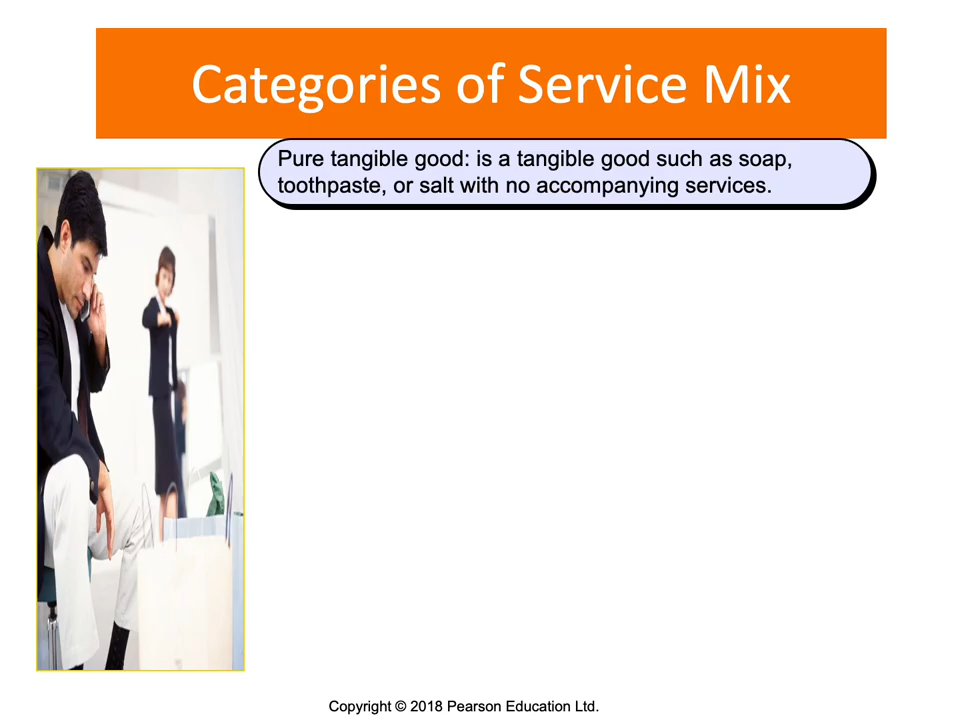 Categories of Service Mix
Pure tangible good: is a tangible good such as soap,
toothpaste, or salt with no accompanying services.
Copyright © 2018 Pearson Education Ltd.